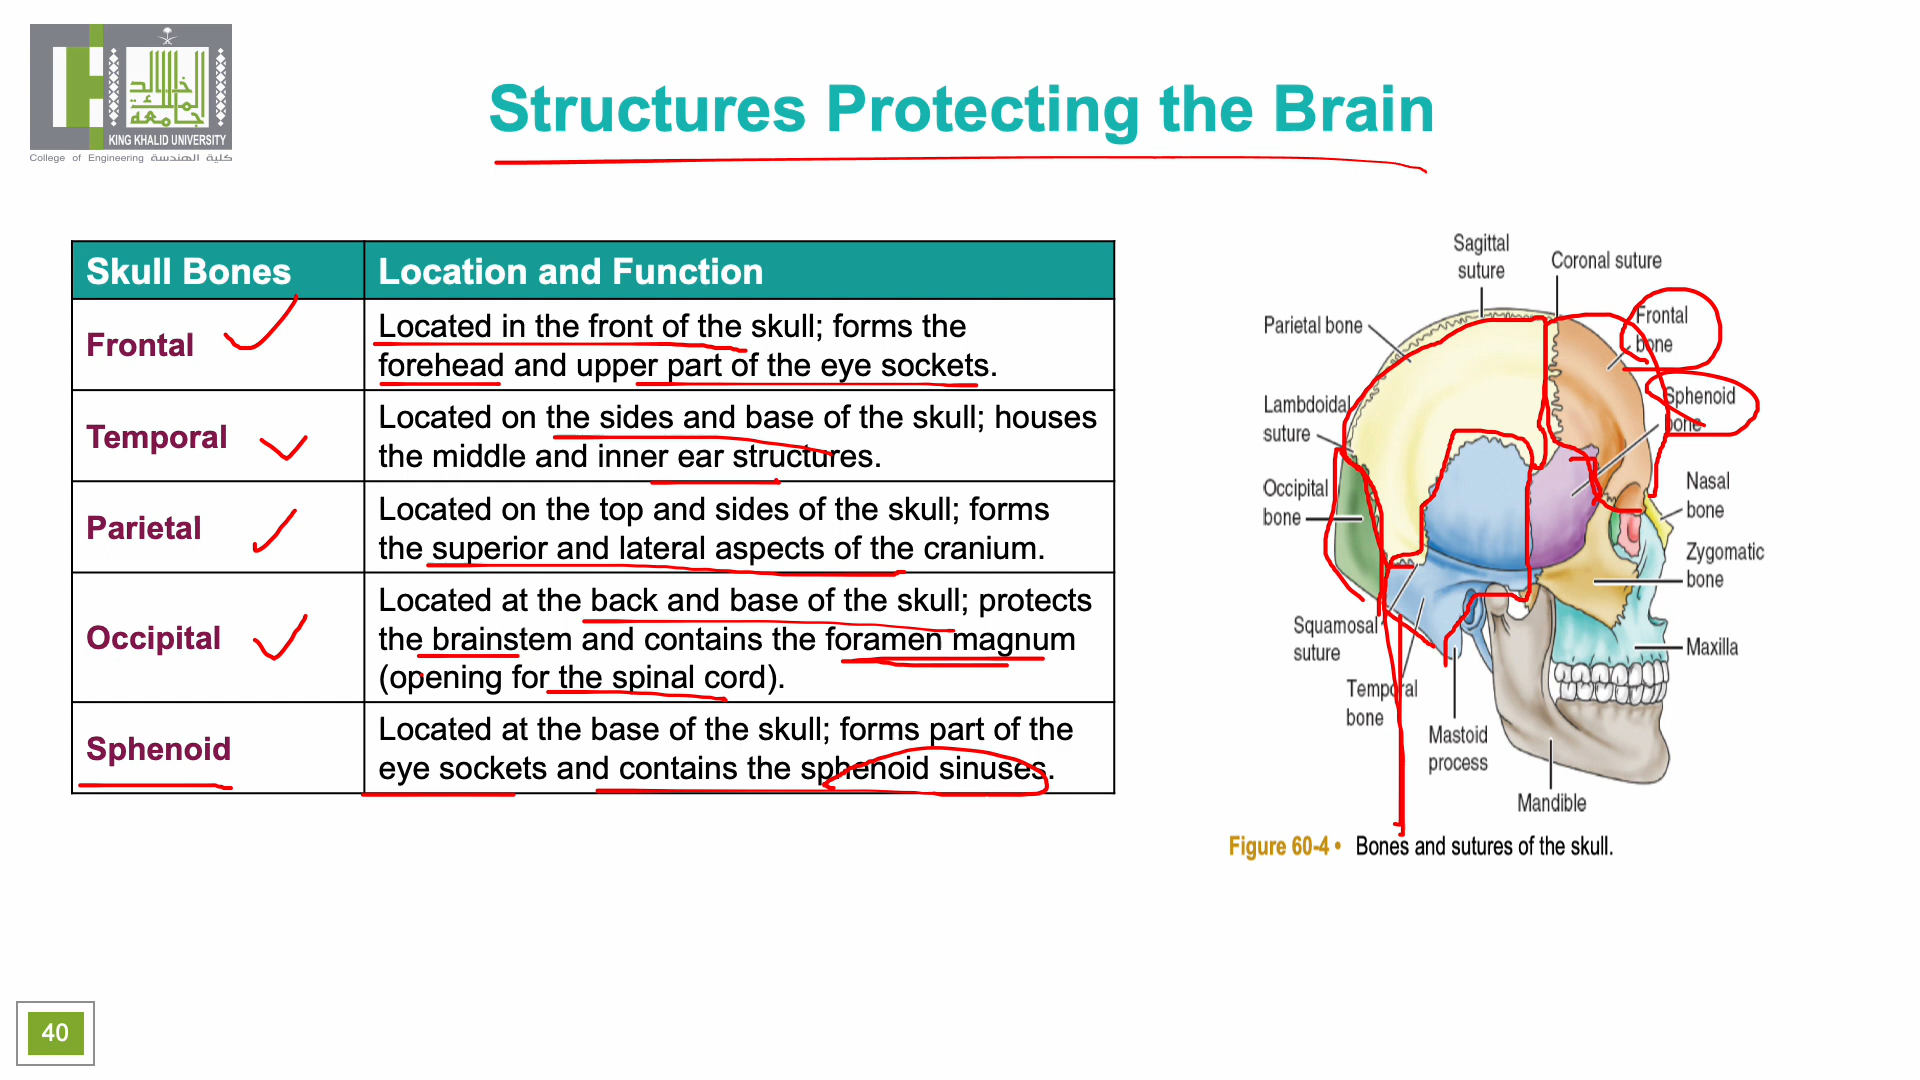 جامعة
الملك
خالد
KING KHALID UNIVERSITY
College of Engineering كلية الهندسة
Structures Protecting the Brain
Skull Bones
Location and Function
Frontal
Located in the front of the skull; forms the
forehead and upper part of the eye sockets.
Temporal
Located on the sides and base of the skull; houses
the middle and inner ear structures.
Parietal
Located on the top and sides of the skull; forms
the superior and lateral aspects of the cranium.
Occipital
Located at the back and base of the skull; protects
the brainstem and contains the foramen magnum
(opening for the spinal cord).
Sphenoid
Located at the base of the skull; forms part of the
eye sockets and contains the sphenoid sinuses.
Sagittal
suture
Coronal suture
Parietal bone
Frontal
bone
Sphenoid
bone
Lambdoidal
suture
Occipital
bone
Nasal
bone
Zygomatic
bone
Squamosal
suture
Maxilla
Temporal
bone
Mastoid
process
Mandible
Figure 60-4 • Bones and sutures of the skull.
40